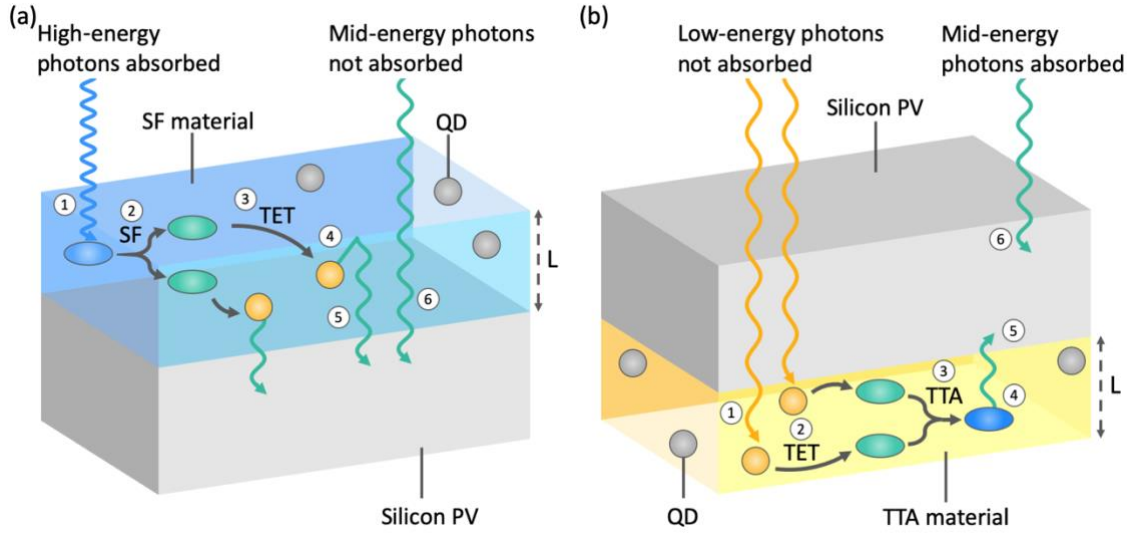 (a)
High-energy
photons absorbed
Mid-energy photons
not absorbed
SF material
QD
1
2
SF
3
TET
4
5
6
L
Silicon PV
(b)
Low-energy photons
not absorbed
Mid-energy
photons absorbed
Silicon PV
6
5
1
2
TET
3
TTA
4
L
QD
TTA material